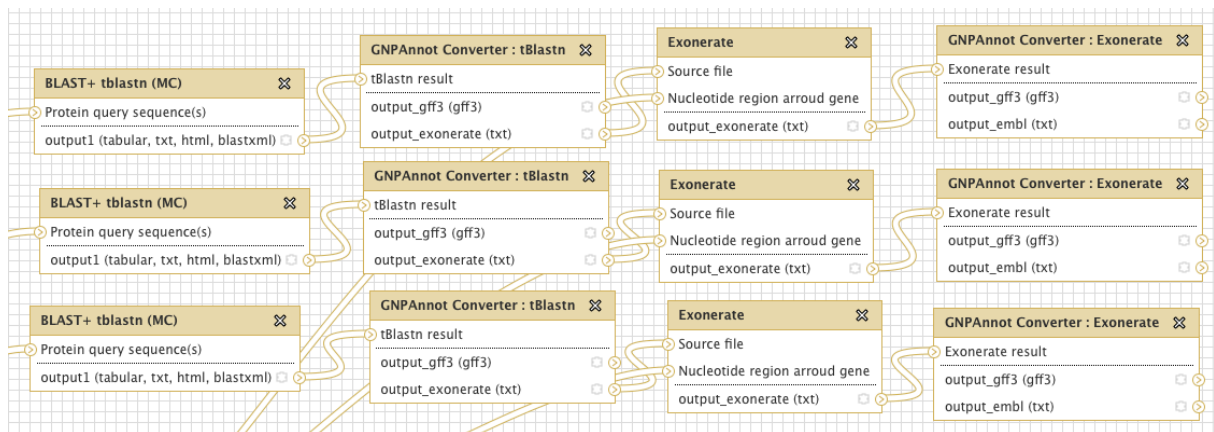 BLAST+ tblastn (MC)
Protein query sequence(s)
output1 (tabular, txt, html, blastxml)
GNPAnnot Converter : tBlastn
tBlastn result
output_gff3 (gff3)
output_exonerate (txt)
Exonerate
Source file
Nucleotide region arroud gene
output_exonerate (txt)
GNPAnnot Converter : Exonerate
Exonerate result
output_gff3 (gff3)
output_embl (txt)
BLAST+ tblastn (MC)
Protein query sequence(s)
output1 (tabular, txt, html, blastxml)
GNPAnnot Converter : tBlastn
tBlastn result
output_gff3 (gff3)
output_exonerate (txt)
Exonerate
Source file
Nucleotide region arroud gene
output_exonerate (txt)
GNPAnnot Converter : Exonerate
Exonerate result
output_gff3 (gff3)
output_embl (txt)
BLAST+ tblastn (MC)
Protein query sequence(s)
output1 (tabular, txt, html, blastxml)
GNPAnnot Converter : tBlastn
tBlastn result
output_gff3 (gff3)
output_exonerate (txt)
Exonerate
Source file
Nucleotide region arroud gene
output_exonerate (txt)
GNPAnnot Converter : Exonerate
Exonerate result
output_gff3 (gff3)
output_embl (txt)